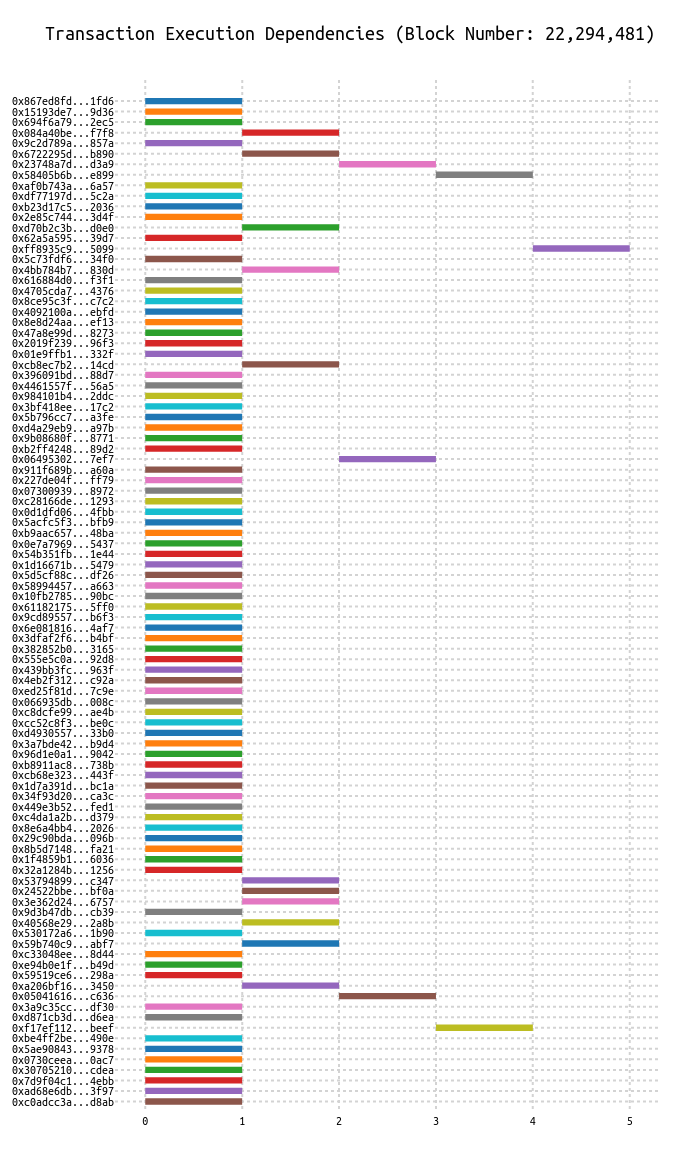 Transaction Execution Dependencies (Block Number: 22,294,481)
0x867ed8fd...1fd6
0x15193de7...9d36
0x694f6a79...2ec5
0x084a40be...f7f8
0x9c2d789a...857a
0x6722295d...b890
0x23748a7d...d3a9
0x58405b6b...e899
0xaf0b743a...6a57
0xdf77197d...5c2a
0xb23d17c5...2036
0x2e85c744...3d4f
0xd70b2c3b...d0e0
0x62a5a595...39d7
0xff8935c9...5099
0x5c73fdf6...34f0
0x4bb784b7...830d
0x616884d0...f3f1
0x4705cda7...4376
0x8ce95c3f...c7c2
0x4092100a...ebfd
0x8e8d24aa...ef13
0x47a8e99d...8273
0x2019f239...96f3
0x01e9ffb1...332f
0xcb8ec7b2...14cd
0x396091bd...88d7
0x4461557f...56a5
0x984101b4...2ddc
0x3bf418ee...17c2
0x5b796cc7...a3fe
0xd4a29eb9...a97b
0x9b08680f...8771
0xb2ff4248...89d2
0x06495302...7ef7
0x911f689b...a60a
0x227de04f...ff79
0x07300939...8972
0xc28166de...1293
0x0d1dfd06...4fbb
0x5acfc5f3...bfb9
0xb9aac657...48ba
0x0e7a7969...5437
0x54b351fb...1e44
0x1d16671b...5479
0x5d5cf88c...df26
0x58994457...a663
0x10fb2785...90bc
0x61182175...5ff0
0x9cd89557...b6f3
0x6e081816...4af7
0x3dfaf2f6...b4bf
0x382852b0...3165
0x555e5c0a...92d8
0x439bb3fc...963f
0x4eb2f312...c92a
0xed25f81d...7c9e
0x066935db...008c
0xc8dcfe99...ae4b
0xcc52c8f3...be0c
0xd4930557...33b0
0x3a7bde42...b9d4
0x96d1e0a1...9042
0xb8911ac8...738b
0xcb68e323...443f
0x1d7a391d...bc1a
0x34f93d20...ca3c
0x449e3b52...fed1
0xc4da1a2b...d379
0x8e6a4bb4...2026
0x29c90bda...096b
0x8b5d7148...fa21
0x1f4859b1...6036
0x32a1284b...1256
0x53794899...c347
0x24522bbe...bf0a
0x3e362d24...6757
0x9d3b47db...cb39
0x40568e29...2a8b
0x530172a6...1b90
0x59b740c9...abf7
0xc33048ee...8d44
0xe94b0e1f...b49d
0x59519ce6...298a
0xa206bf16...3450
0x05041616...c636
0x3a9c35cc...df30
0xd871cb3d...d6ea
0xf17ef112...beef
0xbe4ff2be...490e
0x5ae90843...9378
0x0730ceea...0ac7
0x30705210...cdea
0x7d9f04c1...4ebb
0xad68e6db...3f97
0xc0adcc3a...d8ab
0 1 2 3 4 5